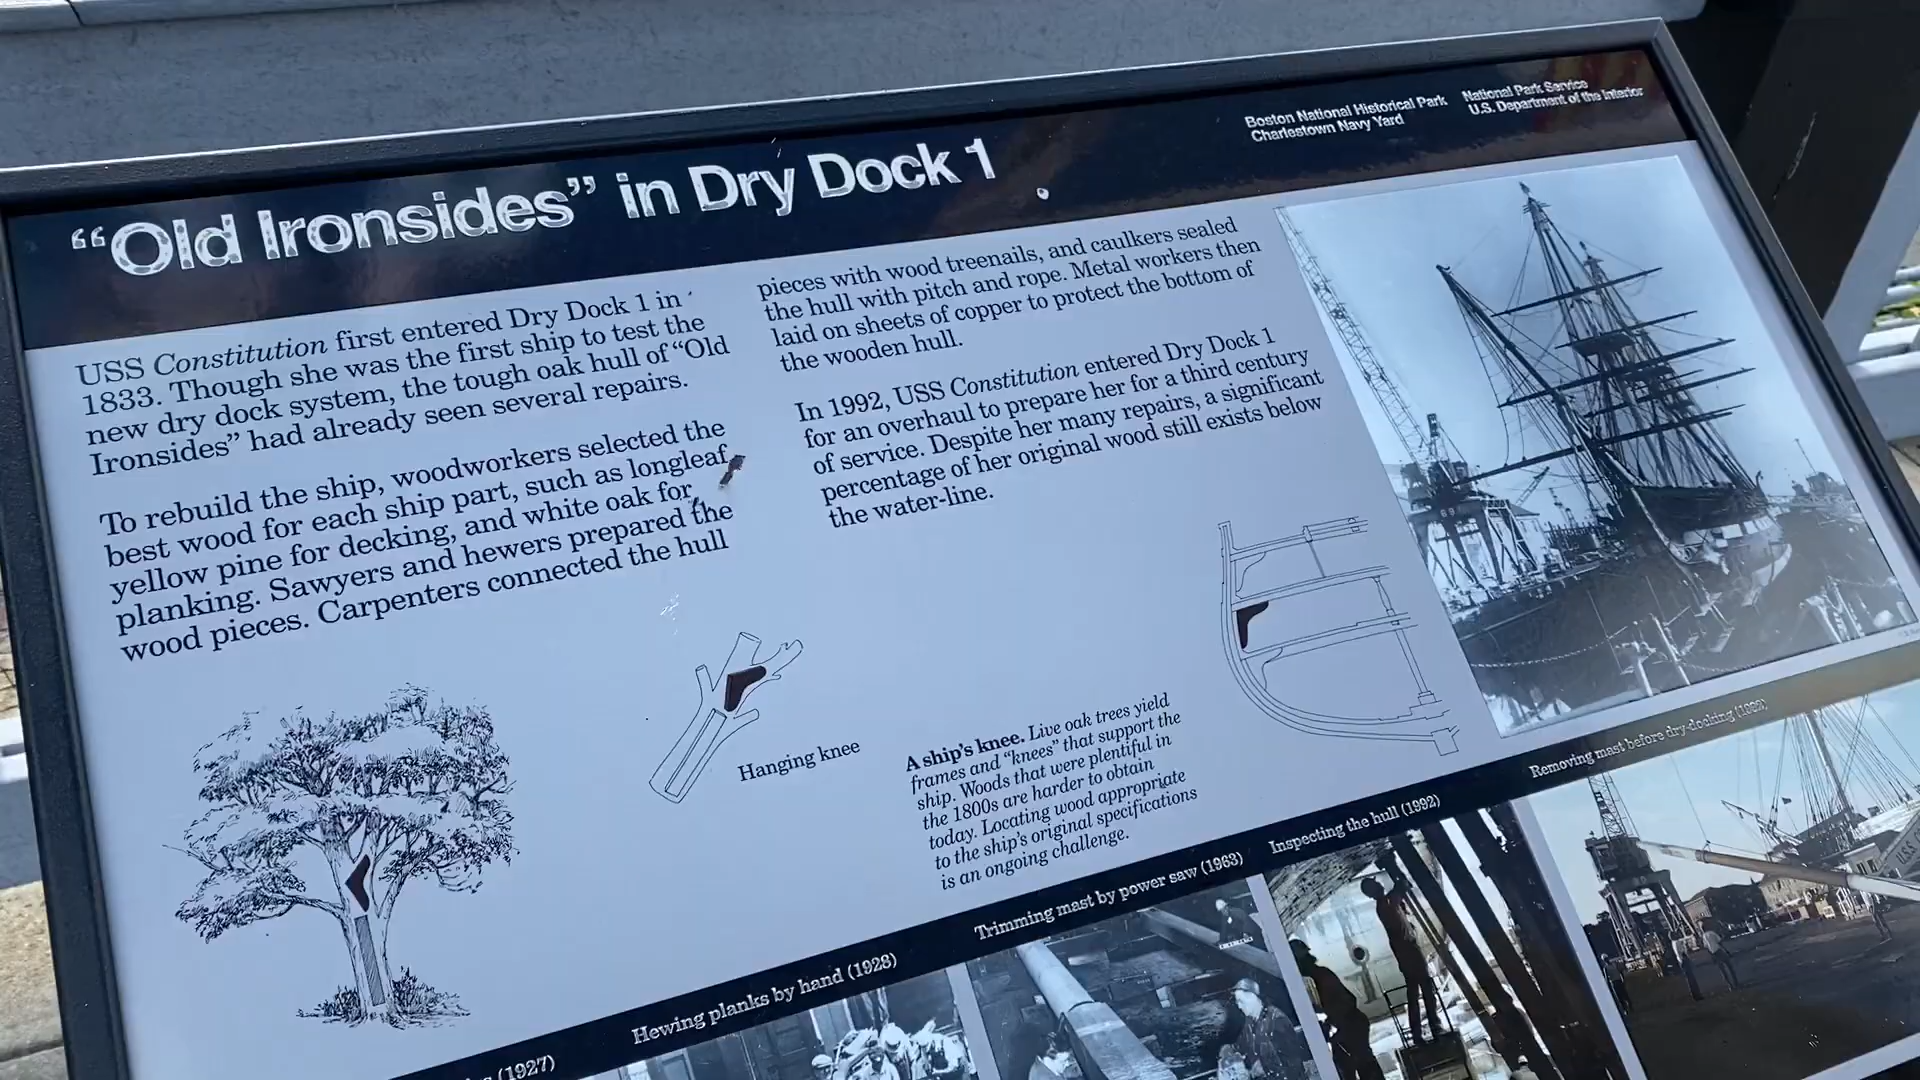 "Old Ironsides" in Dry Dock 1
Boston National Historical Park
Charlestown Navy Yard
National Park Service
U.S. Department of the Interior
USS Constitution first entered Dry Dock 1 in
1833. Though she was the first ship to test the
new dry dock system, the tough oak hull of "Old
Ironsides" had already seen several repairs.
To rebuild the ship, woodworkers selected the
best wood for each ship part, such as longleaf
yellow pine for decking, and white oak for
planking. Sawyers and hewers prepared the
wood pieces. Carpenters connected the hull
pieces with wood treenails, and caulkers sealed
the hull with pitch and rope. Metal workers then
laid on sheets of copper to protect the bottom of
the wooden hull.
In 1992, USS Constitution entered Dry Dock 1
for an overhaul to prepare her for a third century
of service. Despite her many repairs, a significant
percentage of her original wood still exists below
the water-line.
Hanging knee
A ship's knee. Live oak trees yield
frames and "knees" that support the
ship. Woods that were plentiful in
the 1800s are harder to obtain
today. Locating wood appropriate
to the ship's original specifications
is an ongoing challenge.
(1927)
Hewing planks by hand (1928)
Trimming mast by power saw (1963)
Inspecting the hull (1992)
Removing mast before dry-docking (1992)